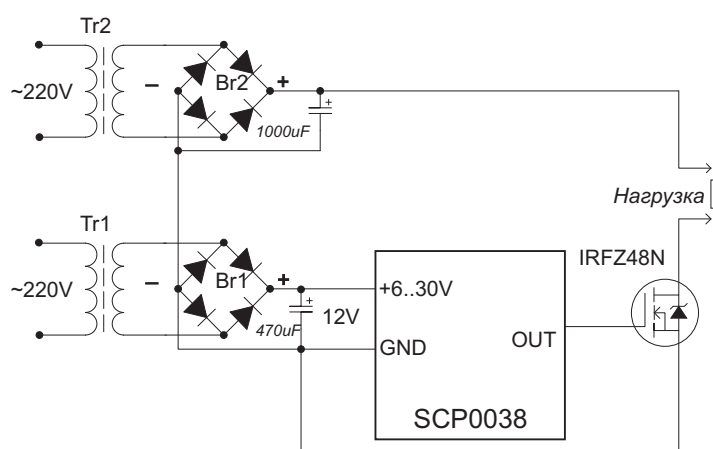 Tr2
~220V
–
Br2
+
+
1000uF
Нагрузка
Tr1
~220V
–
Br1
+
+
470uF
12V
+6..30V
GND
OUT
SCP0038
IRFZ48N